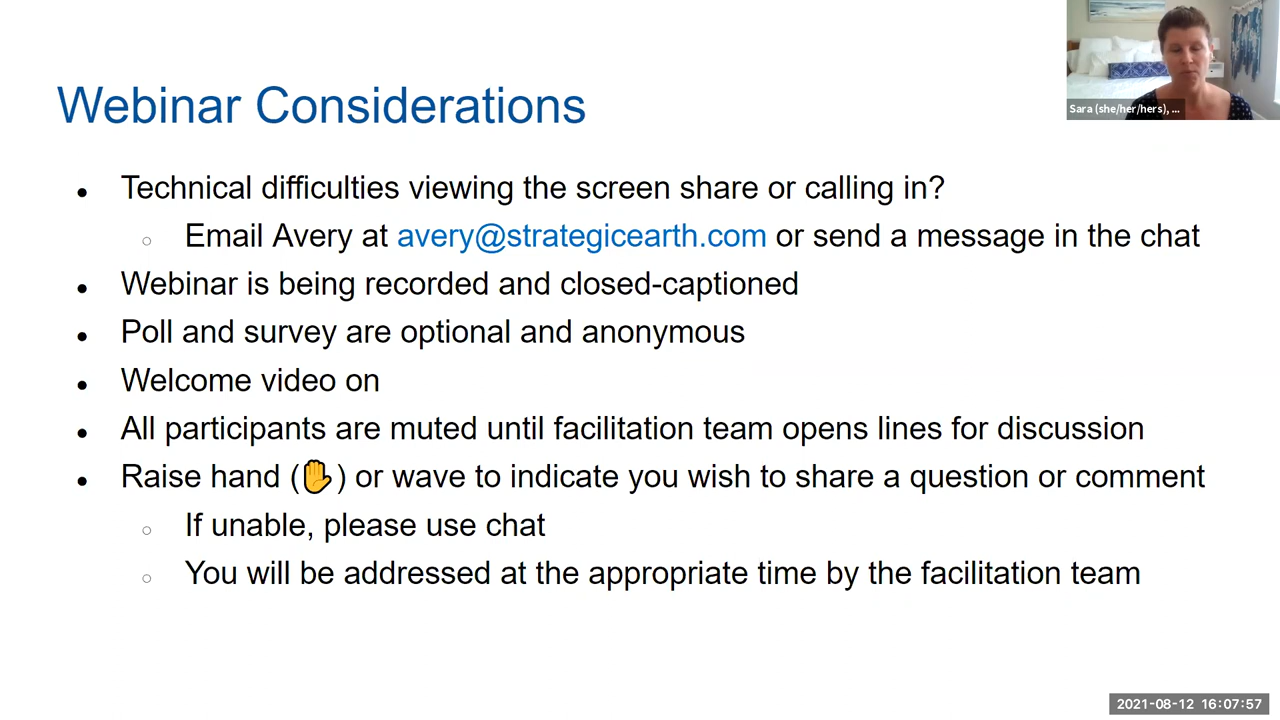 Webinar Considerations
Sara (she/her/hers), ...
● Technical difficulties viewing the screen share or calling in?
○ Email Avery at avery@strategicearth.com or send a message in the chat
● Webinar is being recorded and closed-captioned
● Poll and survey are optional and anonymous
● Welcome video on
● All participants are muted until facilitation team opens lines for discussion
● Raise hand (✋) or wave to indicate you wish to share a question or comment
○ If unable, please use chat
○ You will be addressed at the appropriate time by the facilitation team
2021-08-12 16:07:57